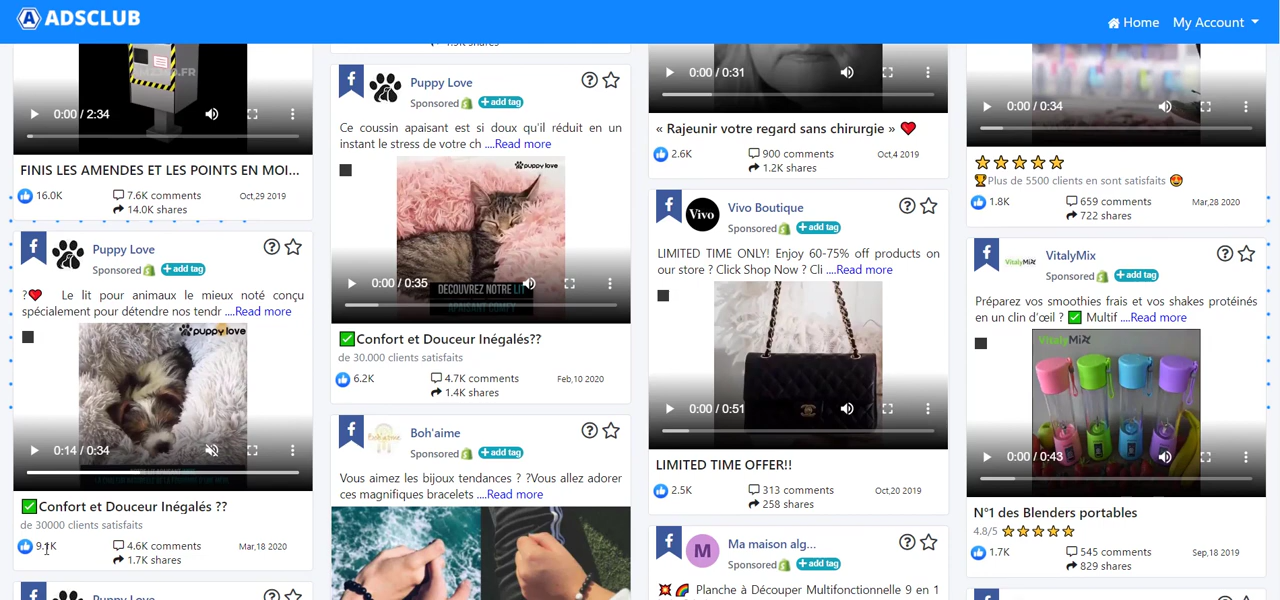 ADSCLUB
Home My Account
0:00 / 2:34
FINIS LES AMENDES ET LES POINTS EN MOI...
16.0K
7.6K comments
14.0K shares
Oct,29 2019
Puppy Love
Sponsored + add tag
?❤️ Le lit pour animaux le mieux noté conçu
spécialement pour détendre nos tendr ....Read more
puppy love
0:14 / 0:34
✅Confort et Douceur Inégalés ??
de 30000 clients satisfaits
4.6K comments
1.7K shares
Mar,18 2020
Puppy Love
Puppy Love
Sponsored + add tag
Ce coussin apaisant est si doux qu'il réduit en un
instant le stress de votre ch ....Read more
puppy love
DECOUVREZ NOTRE LIT
APAISANT COMFY
0:00 / 0:35
✅Confort et Douceur Inégalés??
de 30.000 clients satisfaits
6.2K
4.7K comments
1.4K shares
Feb,10 2020
Boh'aime
Boh'aime
Sponsored + add tag
Vous aimez les bijoux tendances ? ?Vous allez adorer
ces magnifiques bracelets ....Read more
0:00 / 0:31
« Rajeunir votre regard sans chirurgie » ❤️
2.6K
900 comments
1.2K shares
Oct,4 2019
Vivo
Vivo Boutique
Sponsored + add tag
LIMITED TIME ONLY! Enjoy 60-75% off products on
our store ? Click Shop Now ? Cli ....Read more
0:00 / 0:51
LIMITED TIME OFFER!!
2.5K
313 comments
258 shares
Oct,20 2019
M
Ma maison alg...
Sponsored + add tag
💥 🌈 Planche à Découper Multifonctionnelle 9 en 1
0:00 / 0:34
⭐⭐⭐⭐⭐
🏆Plus de 5500 clients en sont satisfaits 😍
1.8K
659 comments
722 shares
Mar,28 2020
VitalyMix
VitalyMix
Sponsored + add tag
Préparez vos smoothies frais et vos shakes protéinés
en un clin d'œil ? ✅ Multif ....Read more
VitalyMix
0:00 / 0:43
N°1 des Blenders portables
4.8/5 ⭐⭐⭐⭐⭐
1.7K
545 comments
829 shares
Sep,18 2019